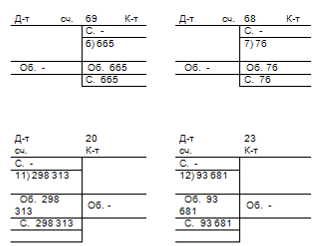 Д-т сч. 69 К-т
С. -
6) 665
Об. - Об. 665
С. 665
Д-т сч. 68 К-т
С. -
7) 76
Об. - Об. 76
С. 76
Д-т 20
сч. К-т
С. -
11) 298 313
Об. 298
313 Об. -
С. 298 313
Д-т 23
сч. К-т
С. -
12) 93 681
Об. 93
681 Об. -
С. 93 681